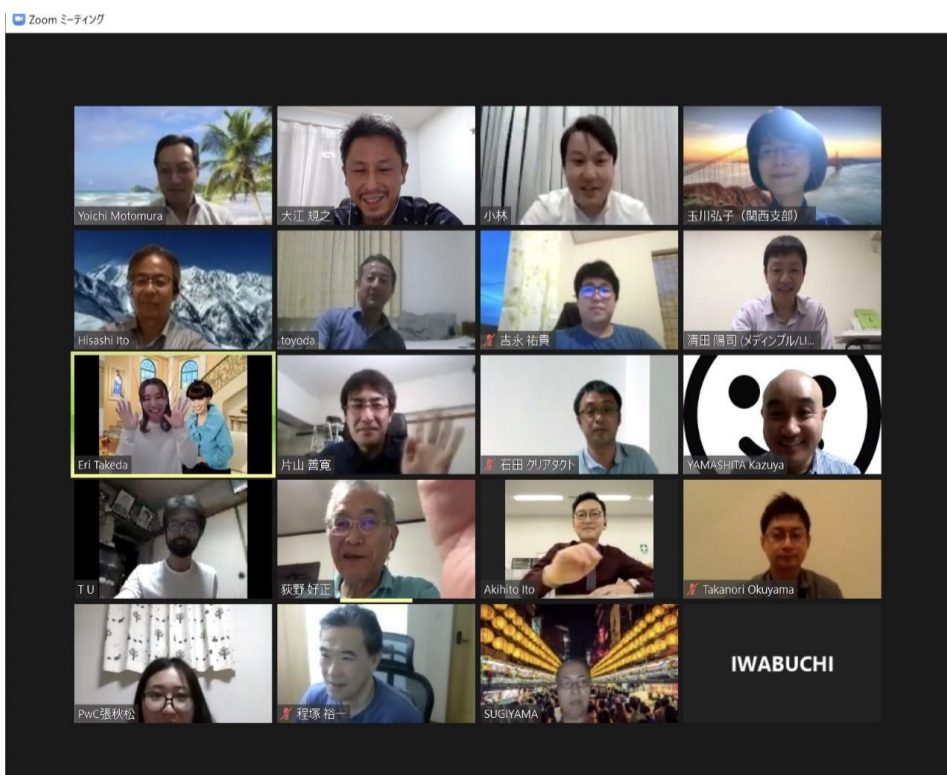 Zoom ミーティング
Yoichi Motomura
大江 規之
小林
玉川弘子（関西支部）
Hisashi Ito
toyoda
吉永 祐貴
清田 陽司 (メディンプル/LI...
Eri Takeda
片山 善寛
石田 クリアタクト
YAMASHITA Kazuya
T U
荻野 好正
Akihito Ito
Takanori Okuyama
PwC張秋松
程塚 裕一
SUGIYAMA
IWABUCHI